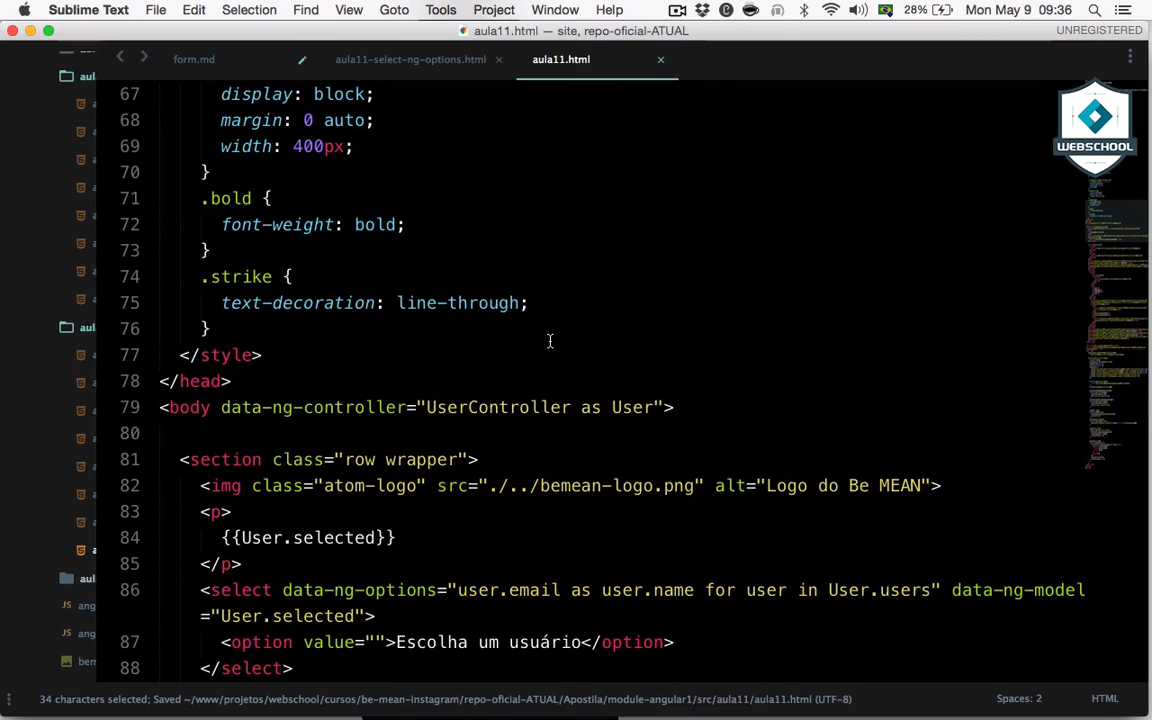 Sublime Text File Edit Selection Find View Goto Tools Project Window Help 28% Mon May 9 09:36
aula11.html — site, repo-oficial-ATUAL UNREGISTERED
form.md aula11-select-ng-options.html aula11.html
WEBSCHOOL
67 display: block;
68 margin: 0 auto;
69 width: 400px;
70 }
71 .bold {
72 font-weight: bold;
73 }
74 .strike {
75 text-decoration: line-through;
76 }
77 </style>
78 </head>
79 <body data-ng-controller="UserController as User">
80
81 <section class="row wrapper">
82 <img class="atom-logo" src="./../bemean-logo.png" alt="Logo do Be MEAN">
83 <p>
84 {{User.selected}}
85 </p>
86 <select data-ng-options="user.email as user.name for user in User.users" data-ng-model
="User.selected">
87 <option value="">Escolha um usuário</option>
88 </select>
aul
aul
aul
JS ang
JS ang
bem
34 characters selected; Saved ~/www/projetos/webschool/cursos/be-mean-instagram/repo-oficial-ATUAL/Apostila/module-angular1/src/aula11/aula11.html (UTF-8) Spaces: 2 HTML